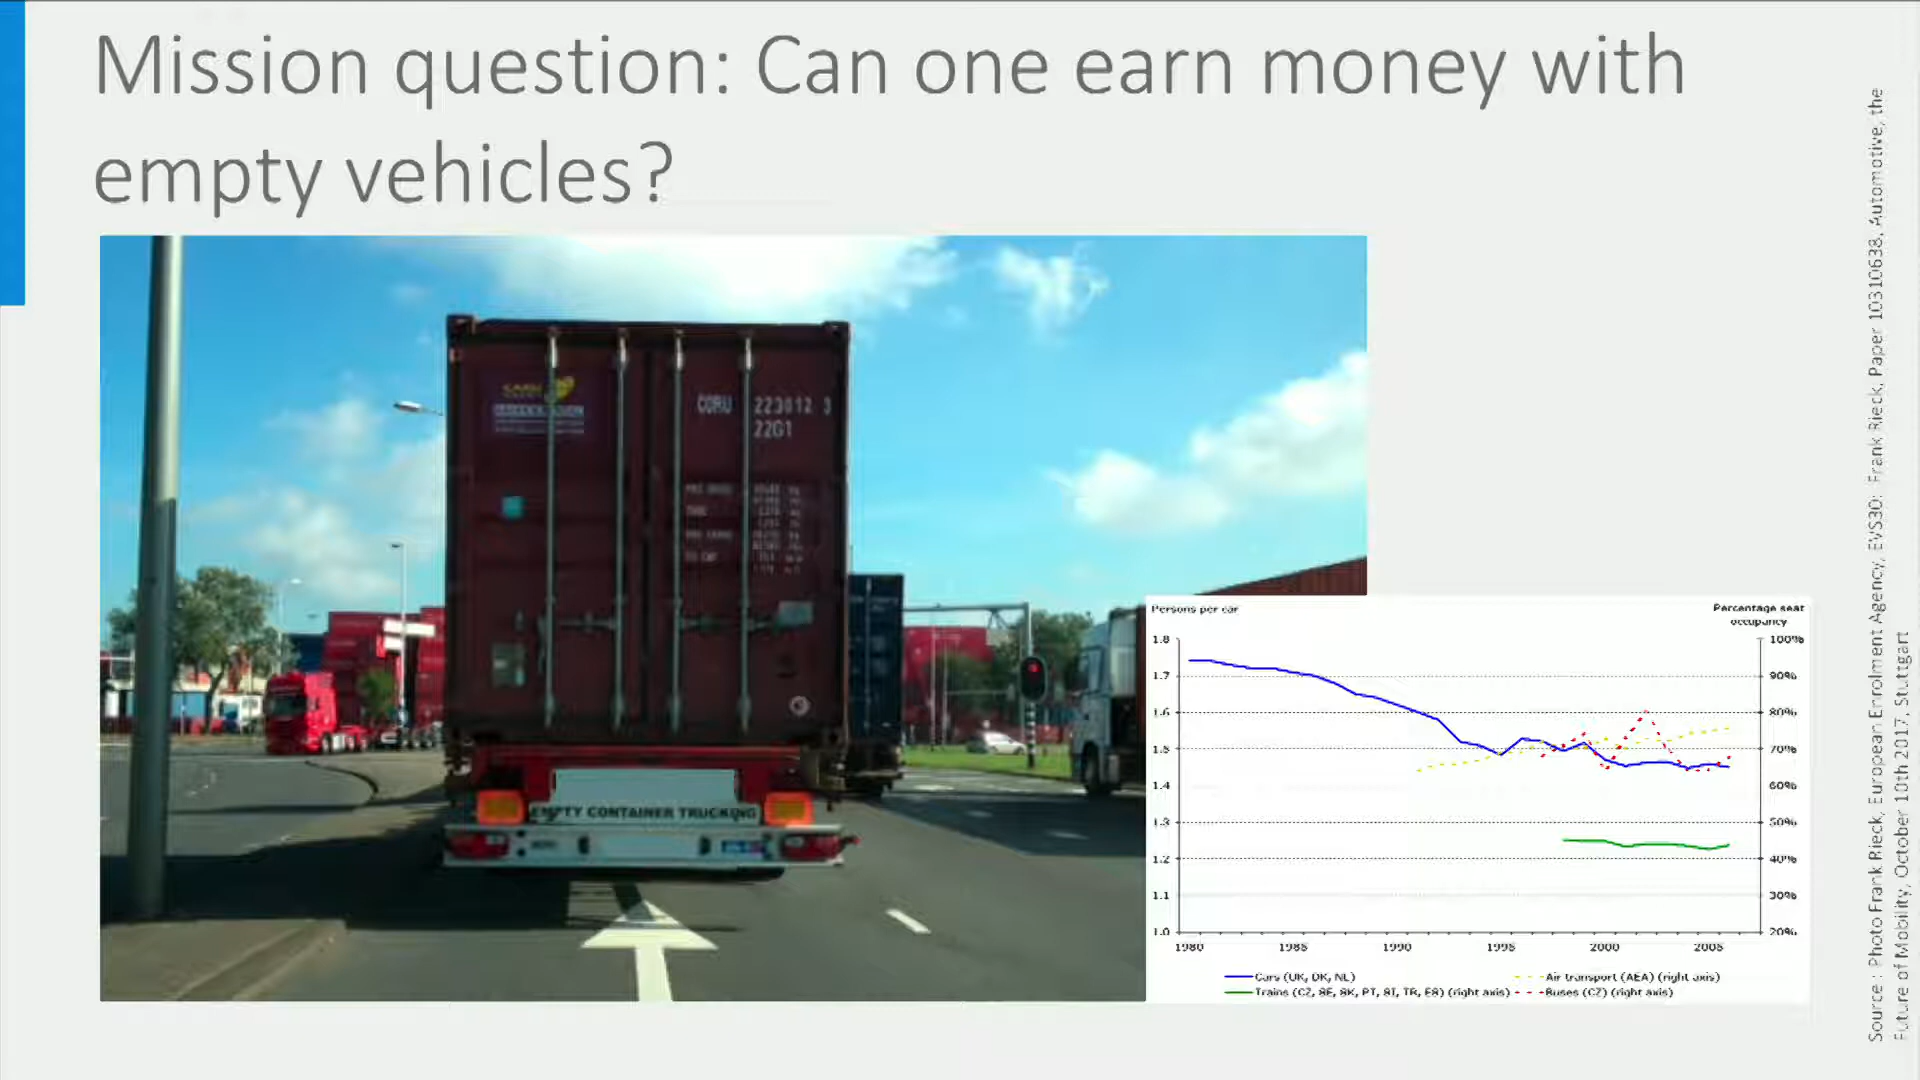 Mission question: Can one earn money with
empty vehicles?
CORU 223012 3
22G1
EMPTY CONTAINER TRUCKING
Persons per car
Percentage seat
occupancy
1.8
1.7
1.6
1.5
1.4
1.3
1.2
1.1
1.0
100%
90%
80%
70%
60%
50%
40%
30%
20%
1980 1985 1990 1995 2000 2005
Cars (UK, DK, NL)
Air transport (AEA) (right axis)
Trains (CZ, SE, SK, PT, SI, TR, ES) (right axis)
Buses (CZ) (right axis)
Source : Photo Frank Rieck, European Enrolment Agency, EVS30: Frank Rieck, Paper 10310638, Automotive, the
Future of Mobility, October 10th 2017, Stuttgart